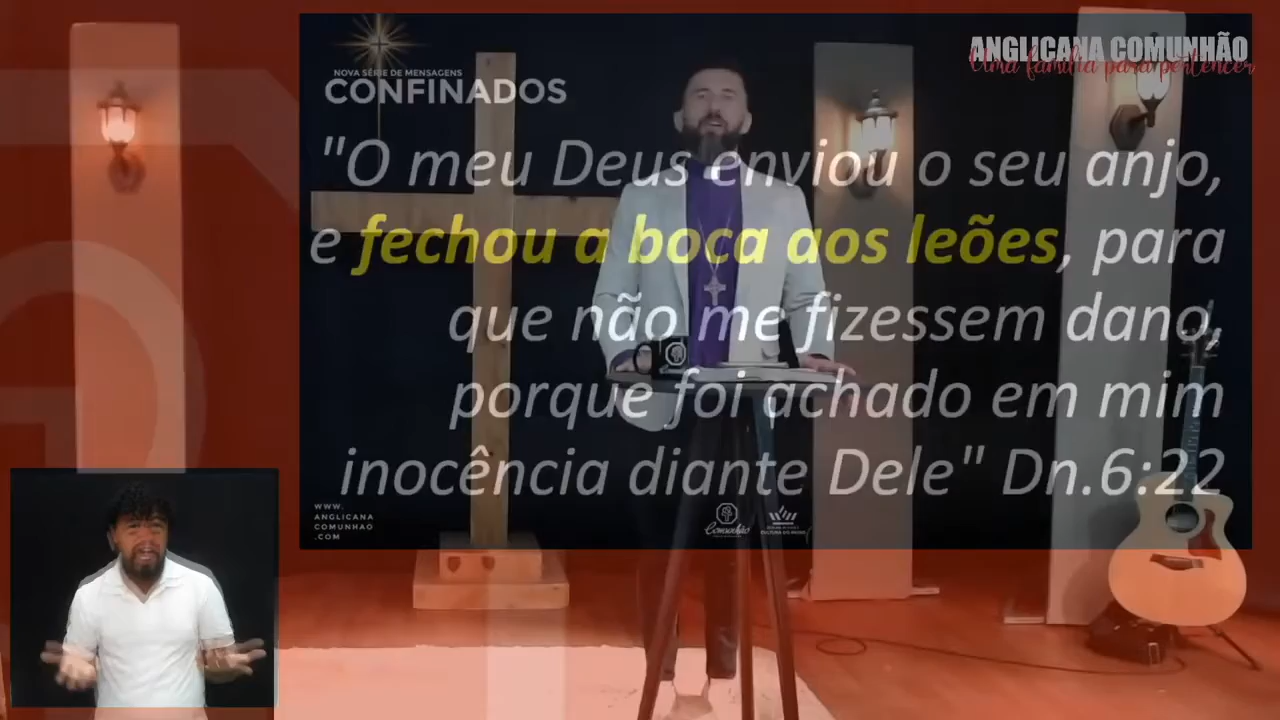 ANGLICANA COMUNHÃO
Uma família para pertencer
NOVA SÉRIE DE MENSAGENS
CONFINADOS
"O meu Deus enviou o seu anjo,
e fechou a boca aos leões, para
que não me fizessem dano,
porque foi achado em mim
inocência diante Dele" Dn.6:22
WWW.
ANGLICANA
COMUNHAO
.COM
Comunhão